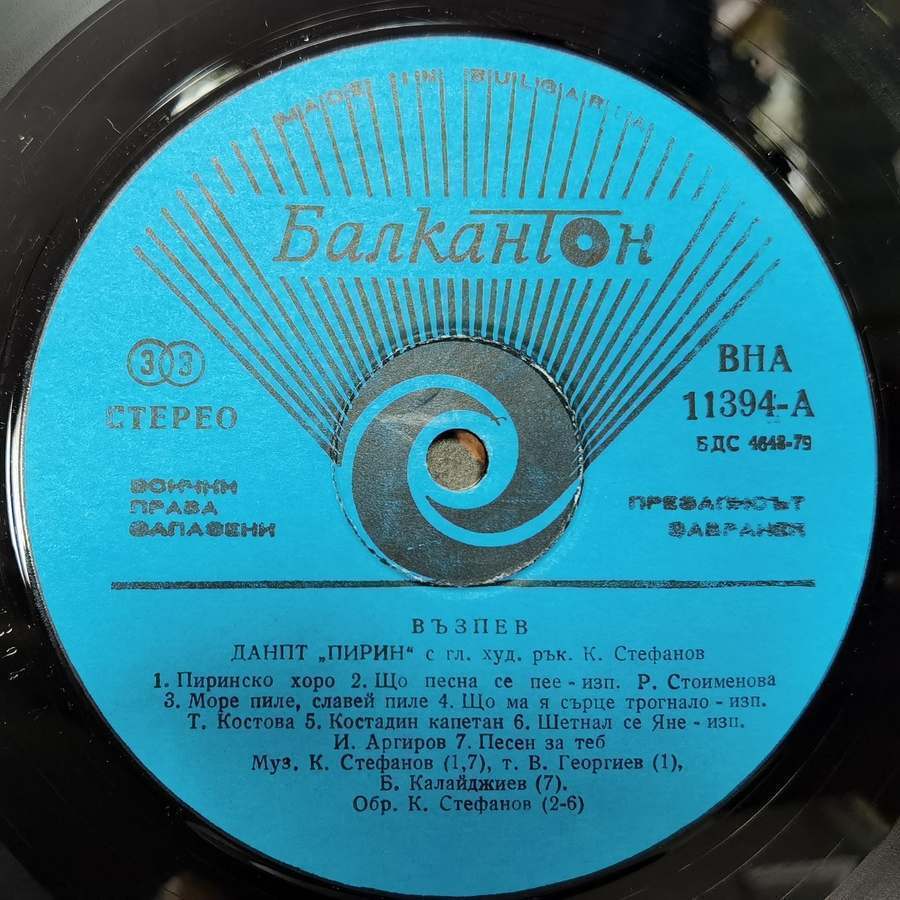 MADE IN BULGARIA
БалканТон
33
СТЕРЕО
ВНА
11394-А
БДС 4643-79
ВСИЧКИ
ПРАВА
ЗАПАЗЕНИ
ПРЕЗАПИСЪТ
ЗАБРАНЕН
ВЪЗПЕВ
ДАНПТ „ПИРИН“ с гл. худ. рък. К. Стефанов
1. Пиринско хоро 2. Що песна се пее - изп. Р. Стоименова
3. Море пиле, славей пиле 4. Що ма я сърце трогнало - изп.
Т. Костова 5. Костадин капетан 6. Шетнал се Яне - изп.
И. Аргиров 7. Песен за теб
Муз. К. Стефанов (1,7), т. В. Георгиев (1),
Б. Калайджиев (7).
Обр. К. Стефанов (2-6)